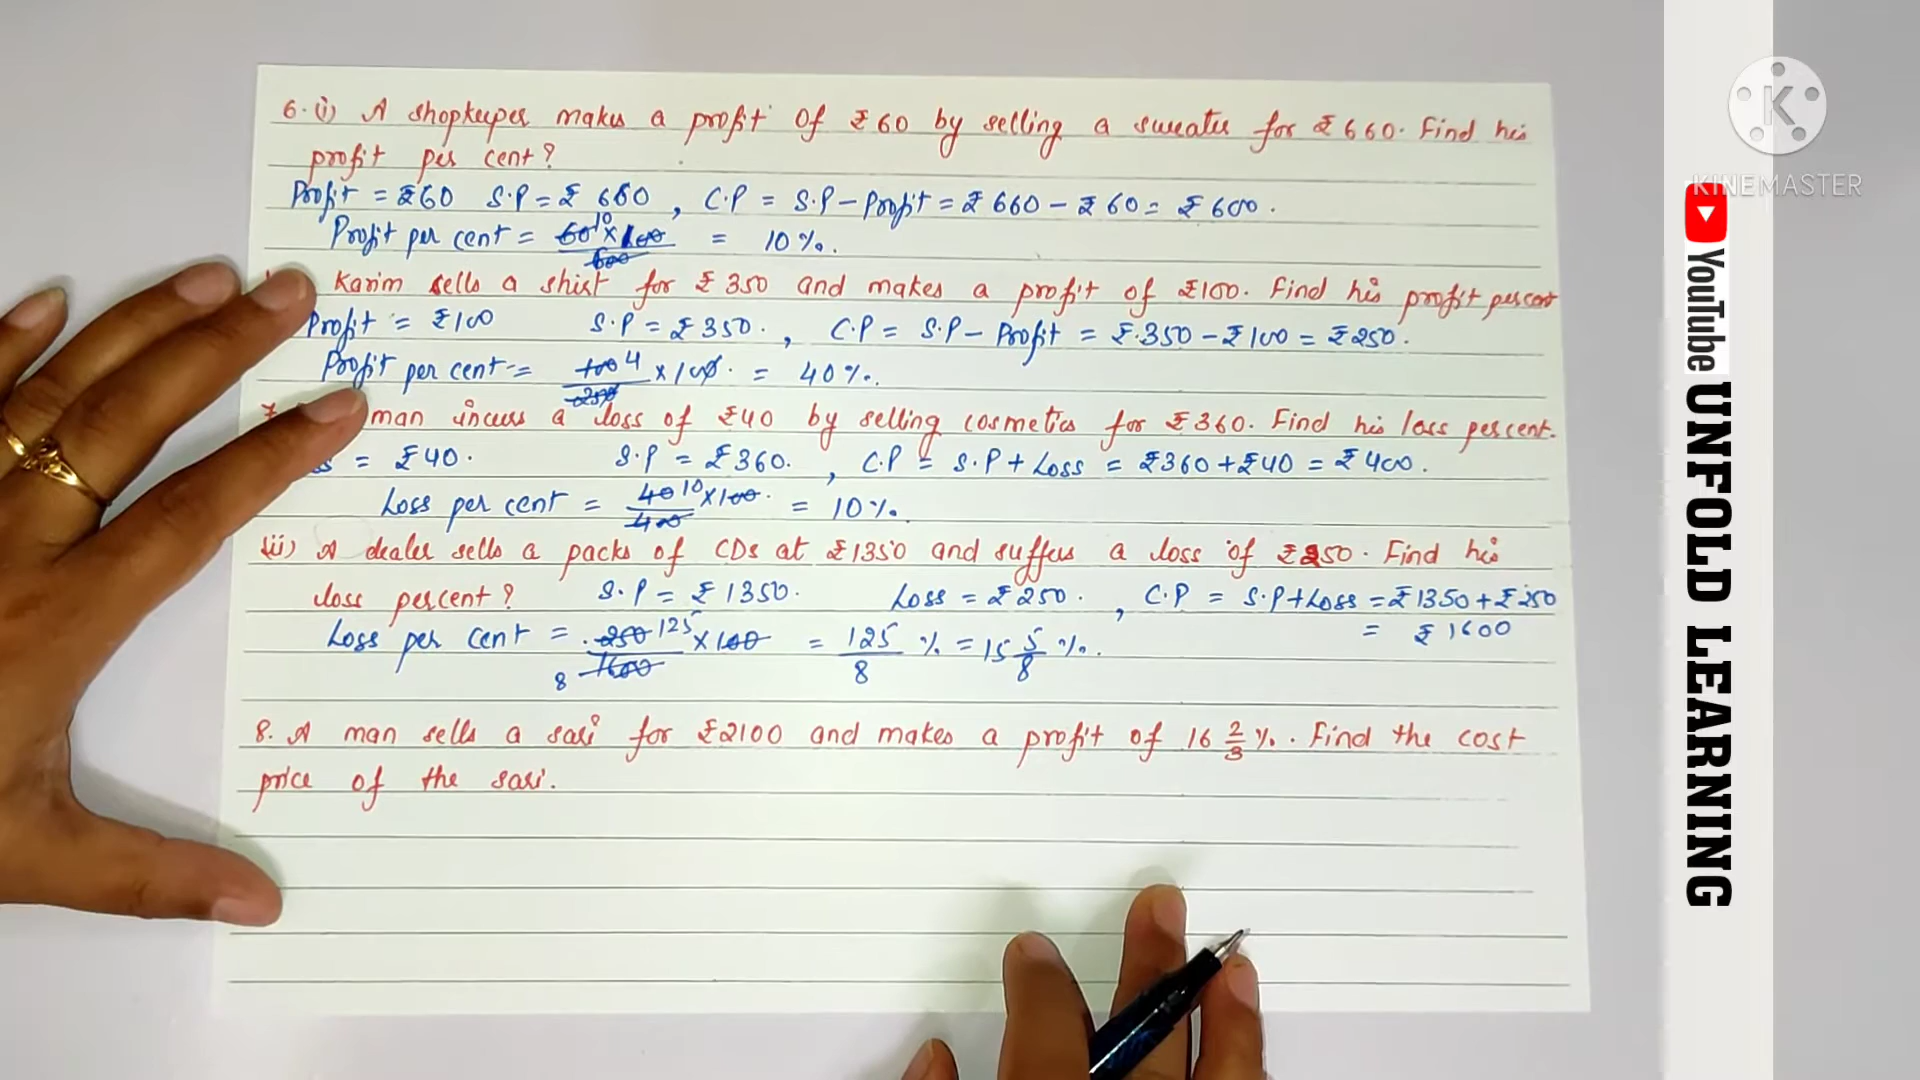 6. (i) A shopkeeper makes a profit of ₹60 by selling a sweater for ₹660. Find his
profit per cent?
Profit = ₹60 S.P = ₹660, C.P = S.P - Profit = ₹660 - ₹60 = ₹600.
Profit per cent = 60 10 × 100 / 600 = 10%.
Karim sells a shirt for ₹350 and makes a profit of ₹100. Find his profit percent
Profit = ₹100 S.P = ₹350. , C.P = S.P - Profit = ₹.350 - ₹100 = ₹250.
Profit per cent = 100 4 / 250 × 100. = 40%.
7. man incurs a loss of ₹40 by selling cosmetics for ₹360. Find his loss percent.
= ₹40. S.P = ₹360. , C.P = S.P + Loss = ₹360 + ₹40 = ₹400.
Loss per cent = 40 10 × 100. / 400 = 10%.
(ii) A dealer sells a packs of CDs at ₹1350 and suffers a loss of ₹250. Find his
loss percent? S.P = ₹1350. Loss = ₹250. , C.P = S.P + Loss = ₹1350 + ₹250
= ₹1600
Loss per cent = 250 125 / 8 1600 × 100 = 125/8 % = 15 5/8 %.
8. A man sells a sari for ₹2100 and makes a profit of 16 2/3 %. Find the cost
price of the sari.
K
KINEMASTER
YouTube UNFOLD LEARNING